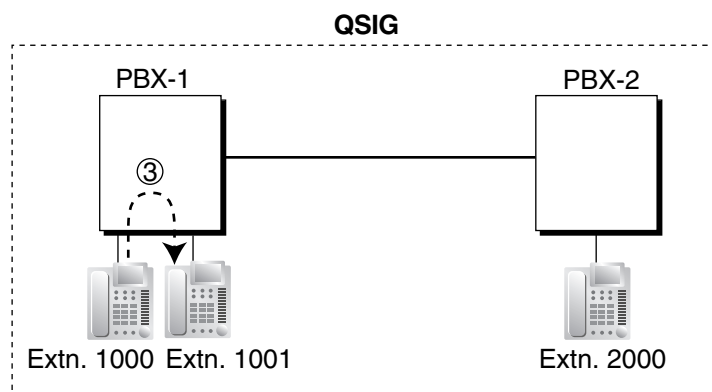 QSIG
PBX-1 PBX-2
③
Extn. 1000 Extn. 1001 Extn. 2000